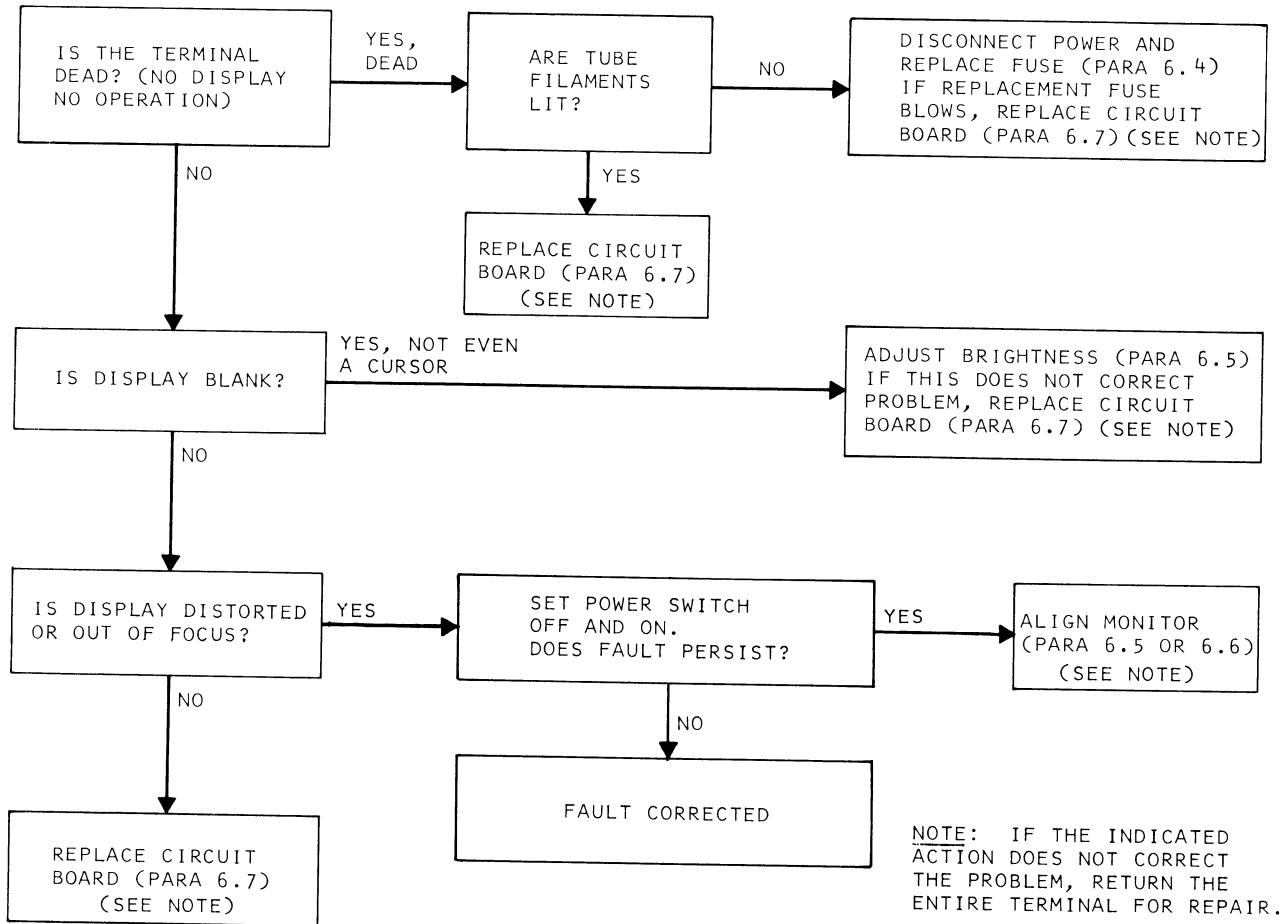 IS THE TERMINAL
DEAD? (NO DISPLAY
NO OPERATION)
YES,
DEAD
ARE TUBE
FILAMENTS
LIT?
NO
DISCONNECT POWER AND
REPLACE FUSE (PARA 6.4)
IF REPLACEMENT FUSE
BLOWS, REPLACE CIRCUIT
BOARD (PARA 6.7) (SEE NOTE)
NO
YES
REPLACE CIRCUIT
BOARD (PARA 6.7)
(SEE NOTE)
IS DISPLAY BLANK?
YES, NOT EVEN
A CURSOR
ADJUST BRIGHTNESS (PARA 6.5)
IF THIS DOES NOT CORRECT
PROBLEM, REPLACE CIRCUIT
BOARD (PARA 6.7) (SEE NOTE)
NO
IS DISPLAY DISTORTED
OR OUT OF FOCUS?
YES
SET POWER SWITCH
OFF AND ON.
DOES FAULT PERSIST?
YES
ALIGN MONITOR
(PARA 6.5 OR 6.6)
(SEE NOTE)
NO
NO
FAULT CORRECTED
REPLACE CIRCUIT
BOARD (PARA 6.7)
(SEE NOTE)
NOTE: IF THE INDICATED
ACTION DOES NOT CORRECT
THE PROBLEM, RETURN THE
ENTIRE TERMINAL FOR REPAIR.